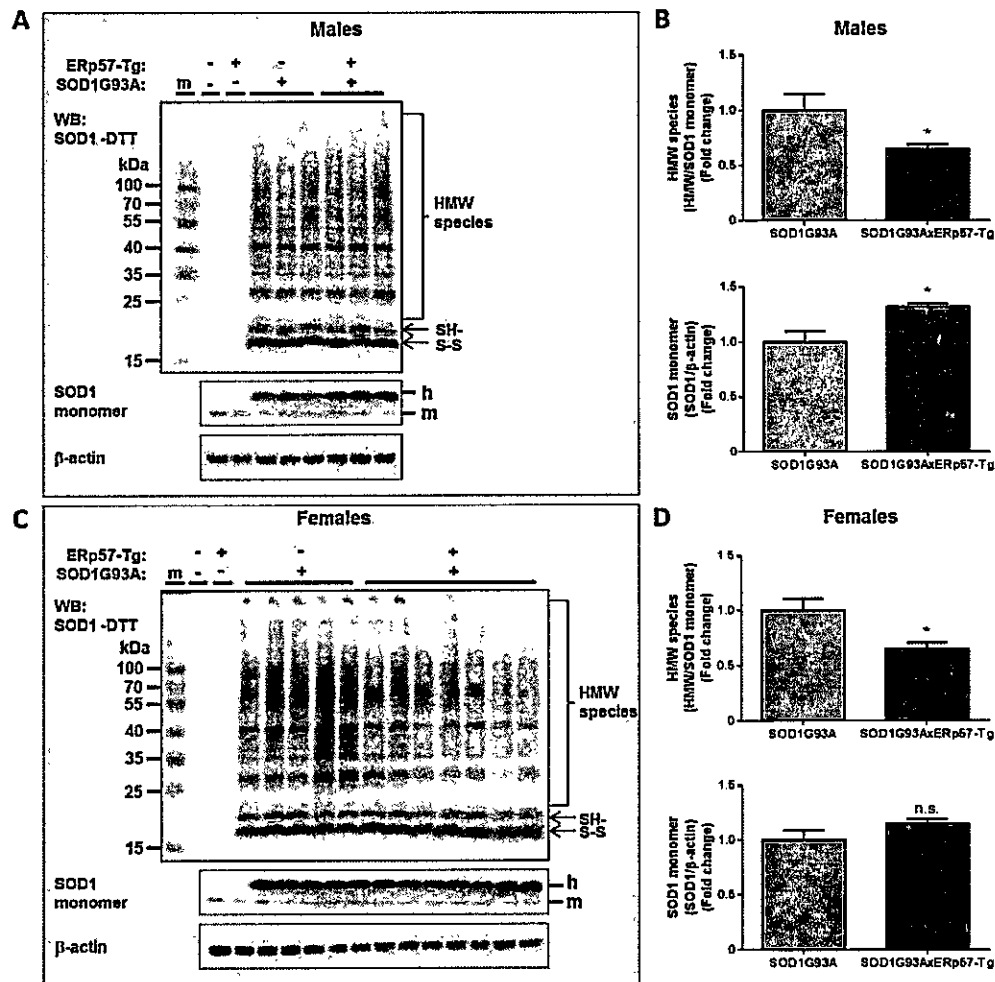 A
Males
ERp57-Tg: - + - +
SOD1G93A: m - - + +
WB:
SOD1 -DTT
kDa
100
70
55
40
35
25
15
HMW
species
SH-
S-S
SOD1
monomer
h
m
β-actin
B
Males
HMW species
(HMW/SOD1 monomer)
(Fold change)
1.5
1.0
0.5
0
*
SOD1G93A SOD1G93AxERp57-Tg
SOD1 monomer
(SOD1/β-actin)
(Fold change)
1.5
1.0
0.5
0
*
SOD1G93A SOD1G93AxERp57-Tg
C
Females
ERp57-Tg: - + - +
SOD1G93A: m - - + +
WB:
SOD1 -DTT
kDa
100
70
55
40
35
25
15
HMW
species
SH-
S-S
SOD1
monomer
h
m
β-actin
D
Females
HMW species
(HMW/SOD1 monomer)
(Fold change)
1.5
1.0
0.5
0
*
SOD1G93A SOD1G93AxERp57-Tg
SOD1 monomer
(SOD1/β-actin)
(Fold change)
1.5
1.0
0.5
0
n.s.
SOD1G93A SOD1G93AxERp57-Tg